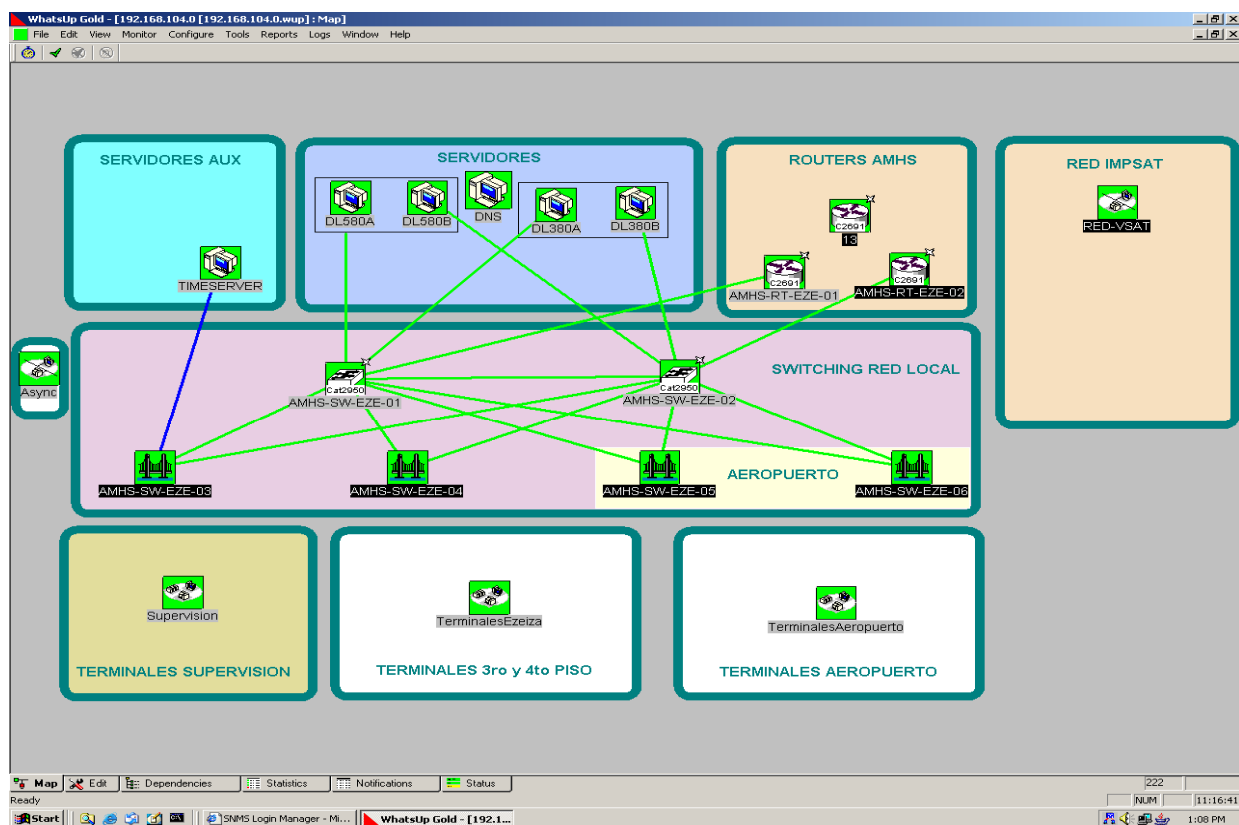 WhatsUp Gold - [192.168.104.0 [192.168.104.0.wup] : Map]
File Edit View Monitor Configure Tools Reports Logs Window Help
SERVIDORES AUX
SERVIDORES
ROUTERS AMHS
RED IMPSAT
DL580A
DL580B
DNS
DL380A
DL380B
C2691
13
RED-VSAT
TIMESERVER
C2691
AMHS-RT-EZE-01
C2691
AMHS-RT-EZE-02
Async
Cat2950
AMHS-SW-EZE-01
Cat2950
AMHS-SW-EZE-02
SWITCHING RED LOCAL
AEROPUERTO
AMHS-SW-EZE-03
AMHS-SW-EZE-04
AMHS-SW-EZE-05
AMHS-SW-EZE-06
Supervision
TerminalesEzeiza
TerminalesAeropuerto
TERMINALES SUPERVISION
TERMINALES 3ro y 4to PISO
TERMINALES AEROPUERTO
Map Edit Dependencies Statistics Notifications Status
222
Ready
NUM
11:16:41
Start
SNMS Login Manager - Mi...
WhatsUp Gold - [192.1...
1:08 PM